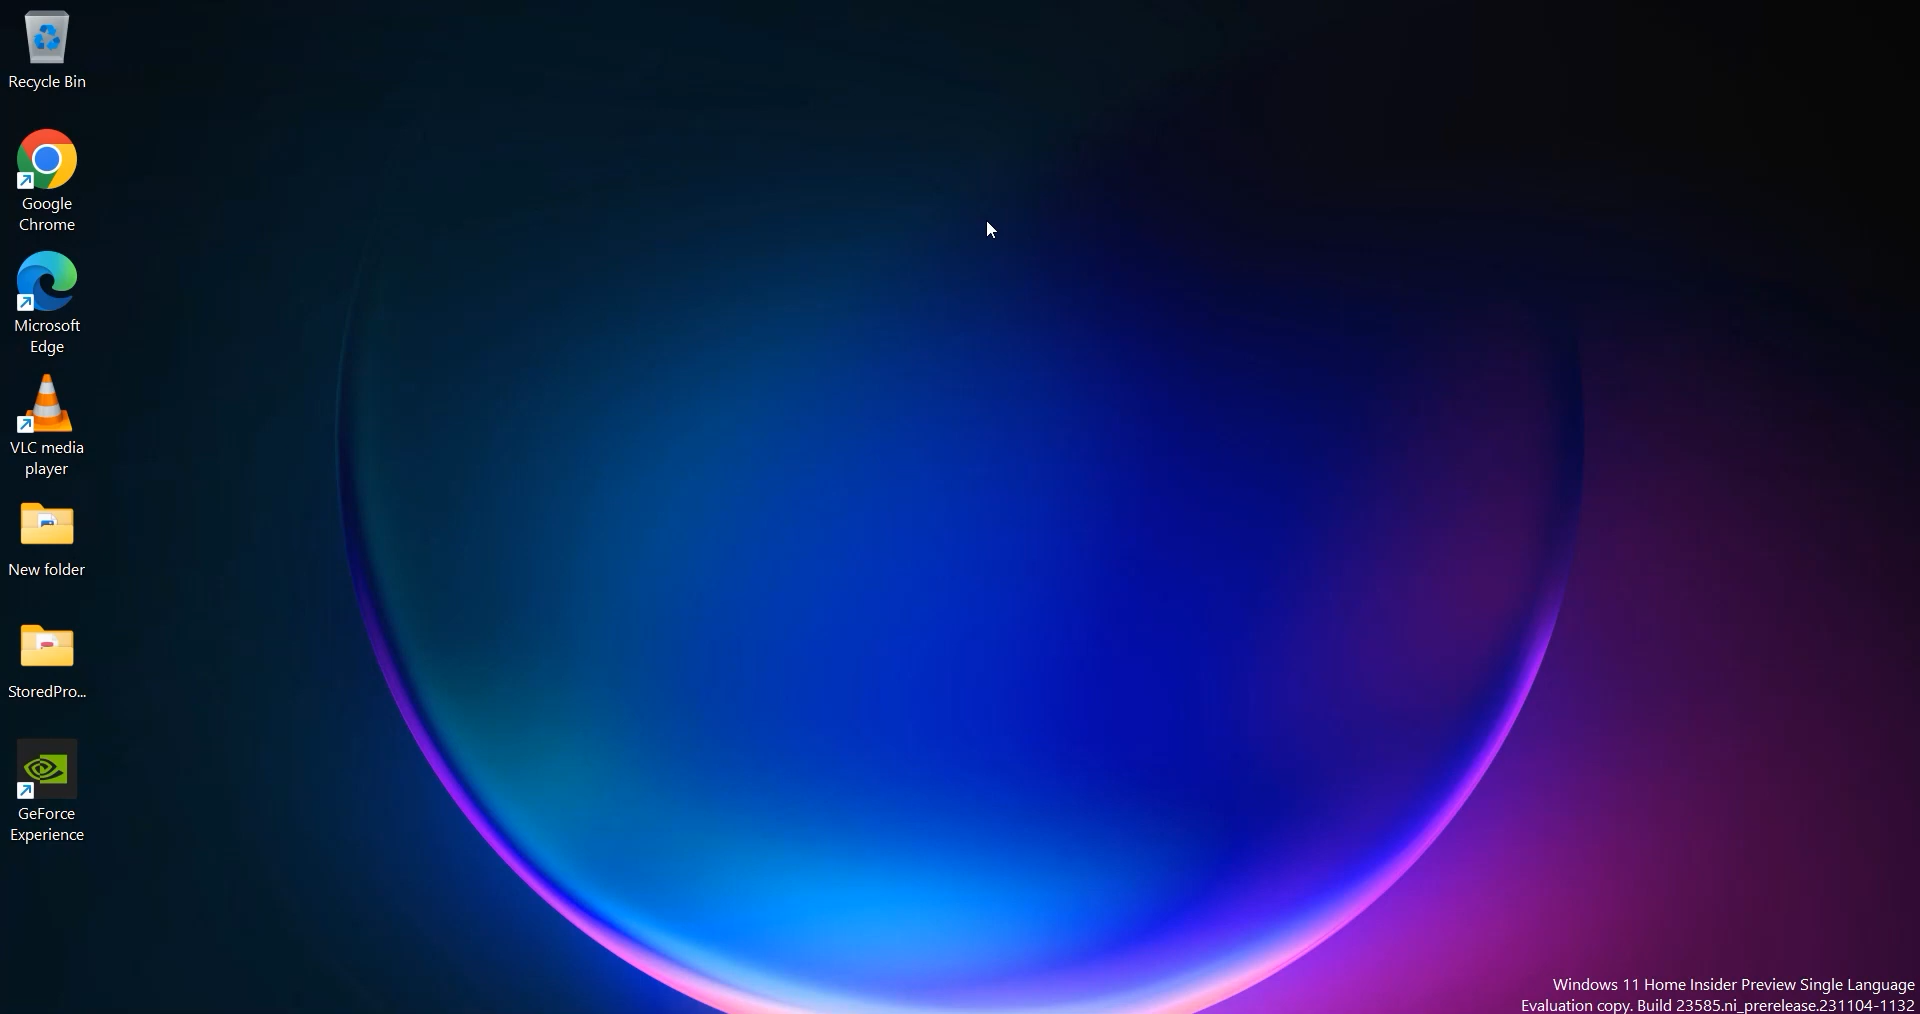 Recycle Bin
Google
Chrome
Microsoft
Edge
VLC media
player
New folder
StoredPro...
GeForce
Experience
Windows 11 Home Insider Preview Single Language
Evaluation copy. Build 23585.ni_prerelease.231104-1132